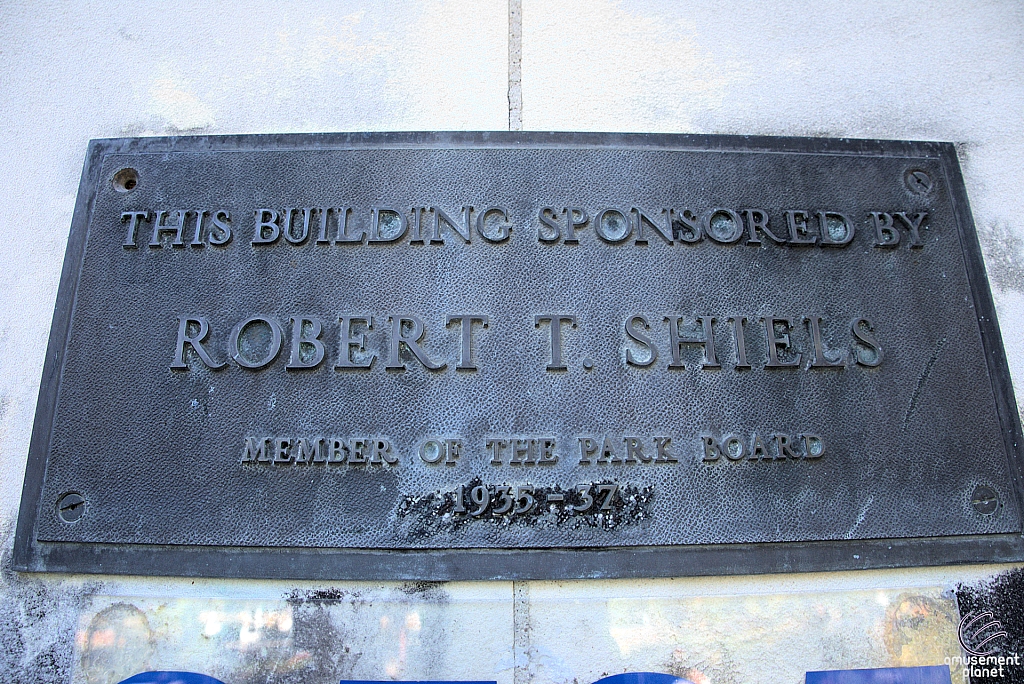 THIS BUILDING SPONSORED BY
ROBERT T. SHIELS
MEMBER OF THE PARK BOARD
1935-37
amusement
planet